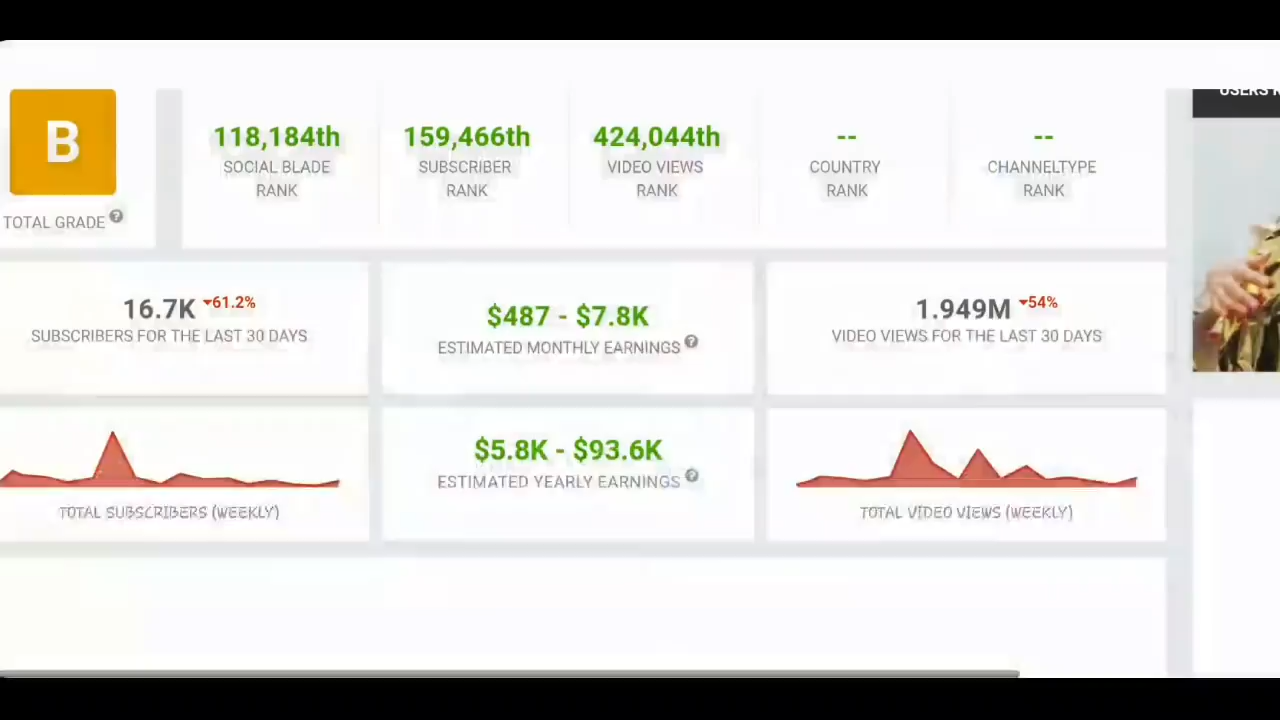 USERS
B
118,184th
159,466th
424,044th
--
--
SOCIAL BLADE
RANK
SUBSCRIBER
RANK
VIDEO VIEWS
RANK
COUNTRY
RANK
CHANNELTYPE
RANK
TOTAL GRADE ?
16.7K 61.2%
SUBSCRIBERS FOR THE LAST 30 DAYS
$487 - $7.8K
ESTIMATED MONTHLY EARNINGS ?
1.949M 54%
VIDEO VIEWS FOR THE LAST 30 DAYS
TOTAL SUBSCRIBERS (WEEKLY)
$5.8K - $93.6K
ESTIMATED YEARLY EARNINGS ?
TOTAL VIDEO VIEWS (WEEKLY)